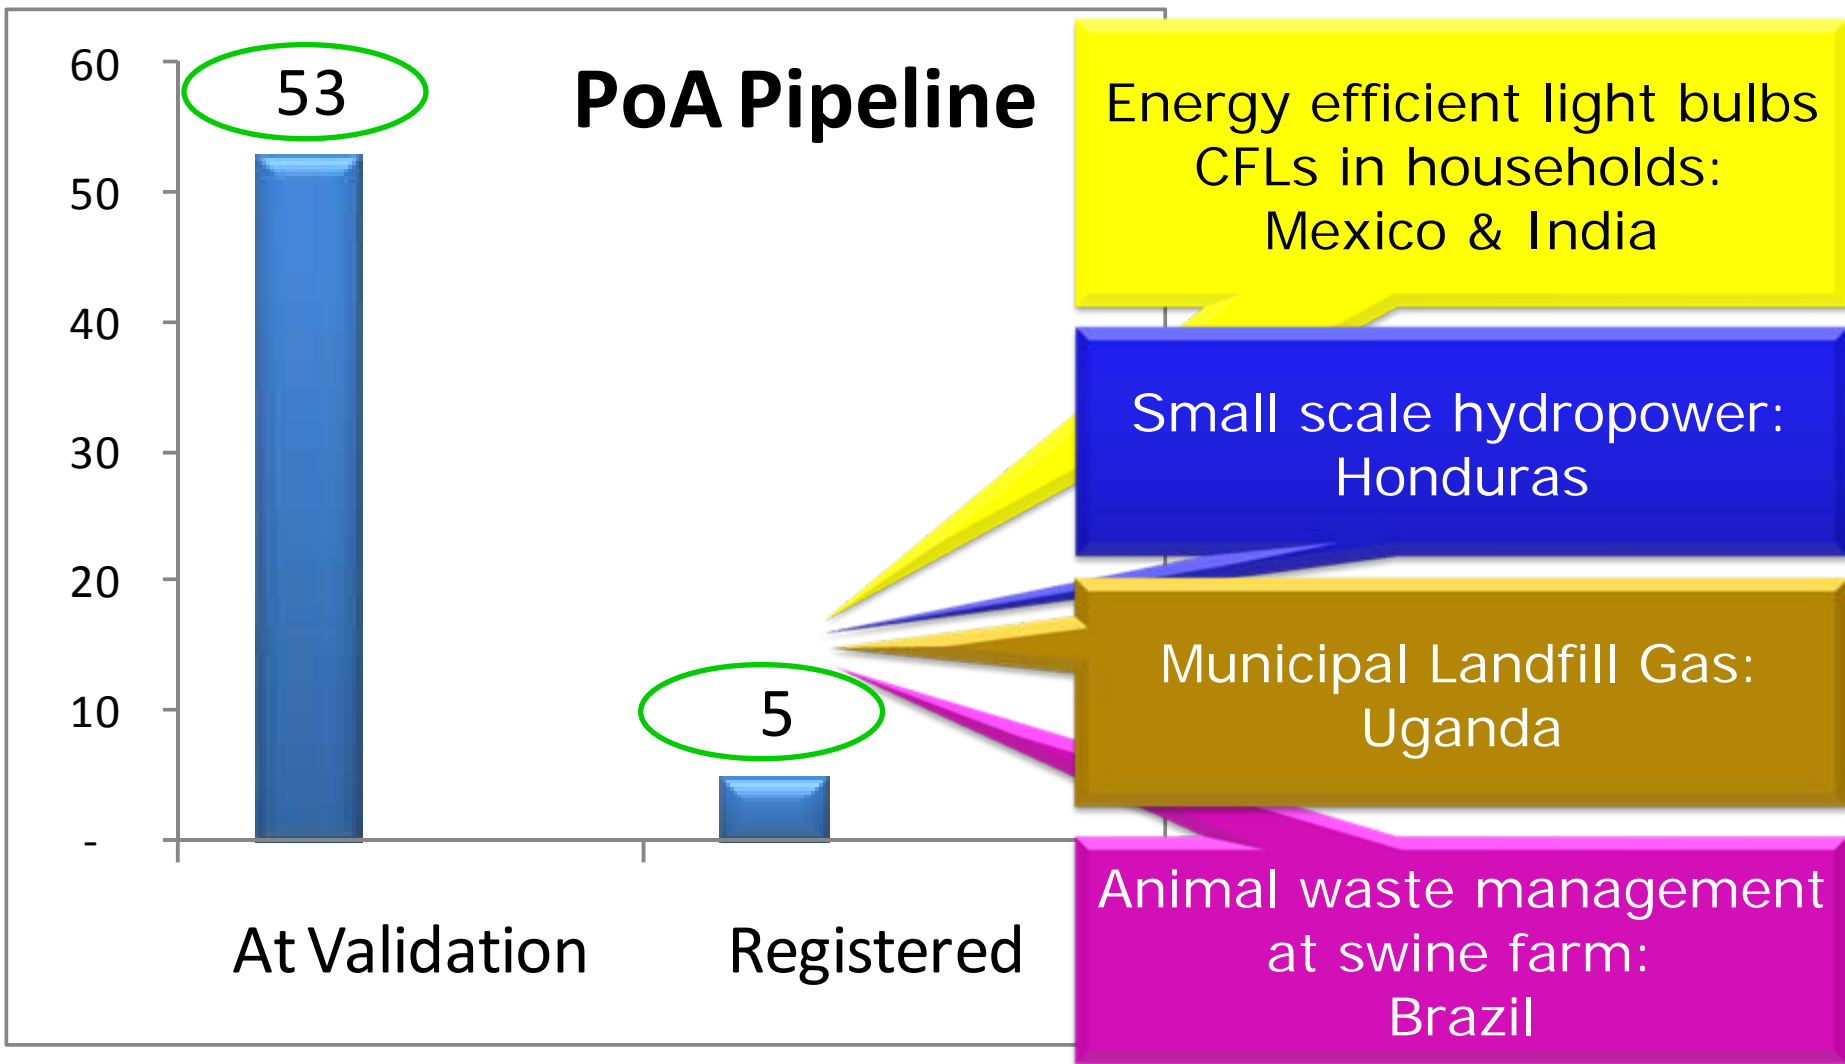 PoA Pipeline
60
50
40
30
20
10
-
53
5
At Validation
Registered
Energy efficient light bulbs
CFLs in households:
Mexico & India
Small scale hydropower:
Honduras
Municipal Landfill Gas:
Uganda
Animal waste management
at swine farm:
Brazil